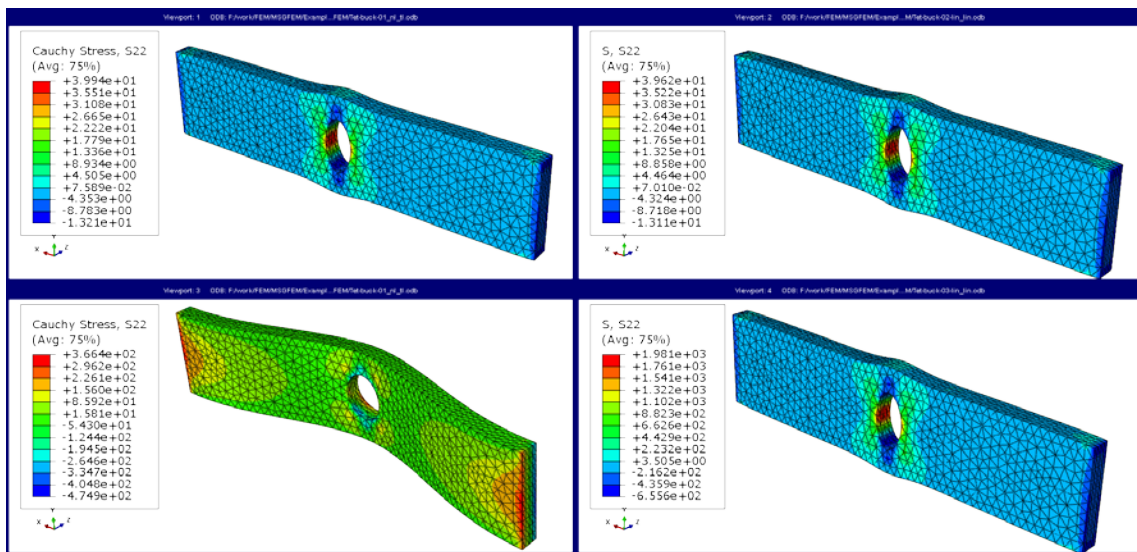 Viewport: 1 ODB: F:/work/FEM/MSGFEM/Exampl...FEM/Tet-buck-01_nl_tl.odb
Cauchy Stress, S22
(Avg: 75%)
+3.994e+01
+3.551e+01
+3.108e+01
+2.665e+01
+2.222e+01
+1.779e+01
+1.336e+01
+8.934e+00
+4.505e+00
+7.589e-02
-4.353e+00
-8.783e+00
-1.321e+01
Y
X Z
Viewport: 2 ODB: F:/work/FEM/MSGFEM/Exampl...M/Tet-buck-02-lin_lin.odb
S, S22
(Avg: 75%)
+3.962e+01
+3.522e+01
+3.083e+01
+2.643e+01
+2.204e+01
+1.765e+01
+1.325e+01
+8.858e+00
+4.464e+00
+7.010e-02
-4.324e+00
-8.718e+00
-1.311e+01
Y
X Z
Viewport: 3 ODB: F:/work/FEM/MSGFEM/Exampl...FEM/Tet-buck-01_nl_tl.odb
Cauchy Stress, S22
(Avg: 75%)
+3.664e+02
+2.962e+02
+2.261e+02
+1.560e+02
+8.592e+01
+1.581e+01
-5.430e+01
-1.244e+02
-1.945e+02
-2.646e+02
-3.347e+02
-4.048e+02
-4.749e+02
Y
X Z
Viewport: 4 ODB: F:/work/FEM/MSGFEM/Exampl...M/Tet-buck-03-lin_lin.odb
S, S22
(Avg: 75%)
+1.981e+03
+1.761e+03
+1.541e+03
+1.322e+03
+1.102e+03
+8.823e+02
+6.626e+02
+4.429e+02
+2.232e+02
+3.505e+00
-2.162e+02
-4.359e+02
-6.556e+02
Y
X Z